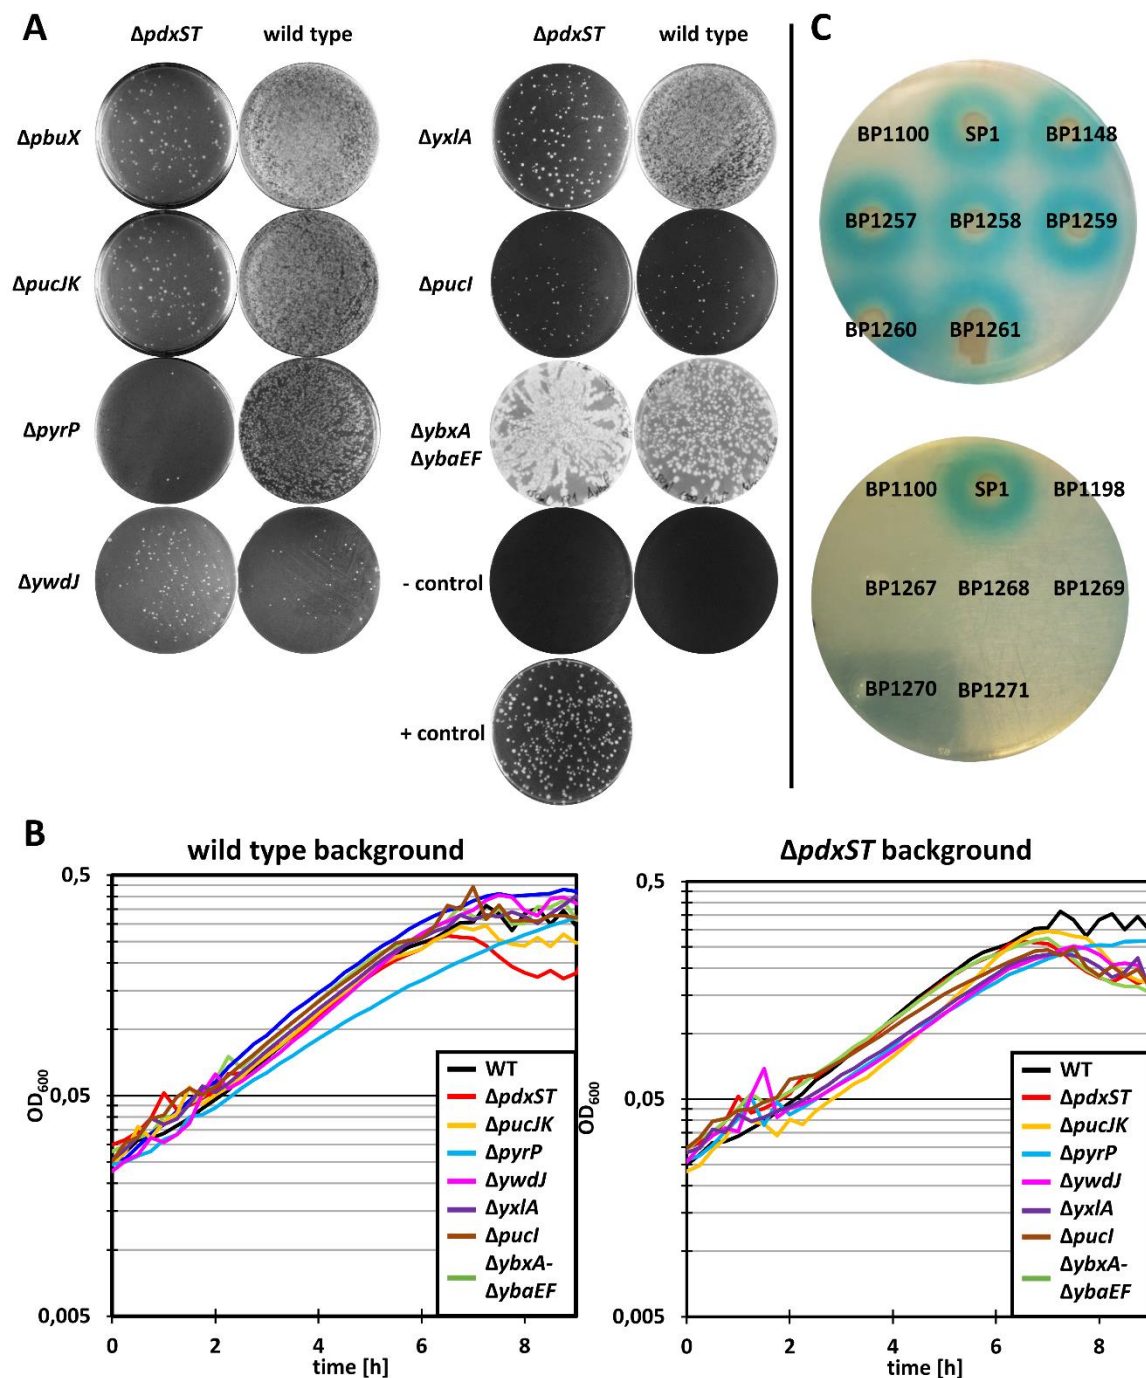 A
ΔpdxST
wild type
ΔpdxST
wild type
C
ΔpbuX
ΔyxlA
ΔpucJK
ΔpucI
ΔpyrP
ΔybxA
ΔybaEF
ΔywdJ
- control
+ control
BP1100
SP1
BP1148
BP1257
BP1258
BP1259
BP1260
BP1261
BP1100
SP1
BP1198
BP1267
BP1268
BP1269
BP1270
BP1271
B
wild type background
ΔpdxST background
0,5
0,05
0,005
OD600
0
2
4
6
8
time [h]
WT
ΔpdxST
ΔpucJK
ΔpyrP
ΔywdJ
ΔyxlA
ΔpucI
ΔybxA-
ΔybaEF
0,5
0,05
0,005
OD600
0
2
4
6
8
time [h]
WT
ΔpdxST
ΔpucJK
ΔpyrP
ΔywdJ
ΔyxlA
ΔpucI
ΔybxA-
ΔybaEF